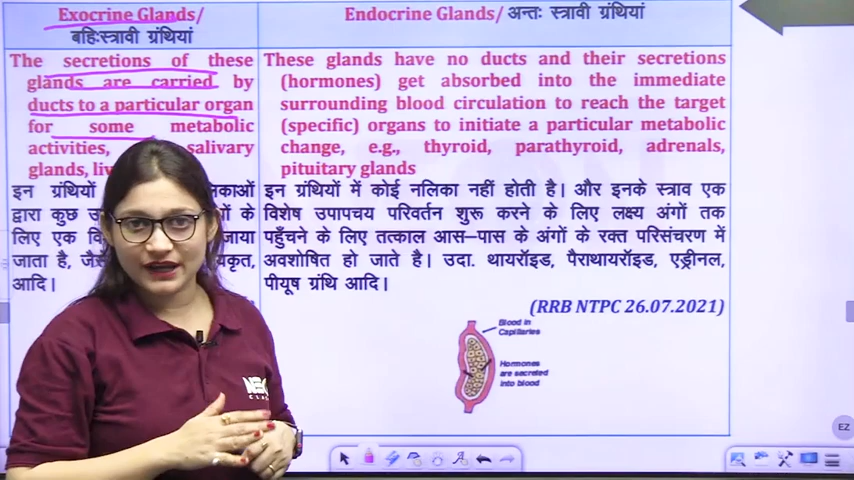 Exocrine Glands/
बहिःस्त्रावी ग्रंथियां
Endocrine Glands/ अन्तः स्त्रावी ग्रंथियां
The secretions of these
glands are carried by
ducts to a particular organ
for some metabolic
activities, salivary
glands,
इन ग्रंथियों
द्वारा कुछ के
लिए एक जाया
जाता है,
आदि।
These glands have no ducts and their secretions
(hormones) get absorbed into the immediate
surrounding blood circulation to reach the target
(specific) organs to initiate a particular metabolic
change, e.g., thyroid, parathyroid, adrenals,
pituitary glands
इन ग्रंथियों में कोई नलिका नहीं होती है। और इनके स्त्राव एक
विशेष उपापचय परिवर्तन शुरू करने के लिए लक्ष्य अंगों तक
पहुँचने के लिए तत्काल आस-पास के अंगों के रक्त परिसंचरण में
अवशोषित हो जाते है। उदा. थायरॉइड, पैराथायरॉइड, एड्रीनल,
पीयूष ग्रंथि आदि।
(RRB NTPC 26.07.2021)
Blood in
Capillaries
Hormones
are secreted
into blood
EZ